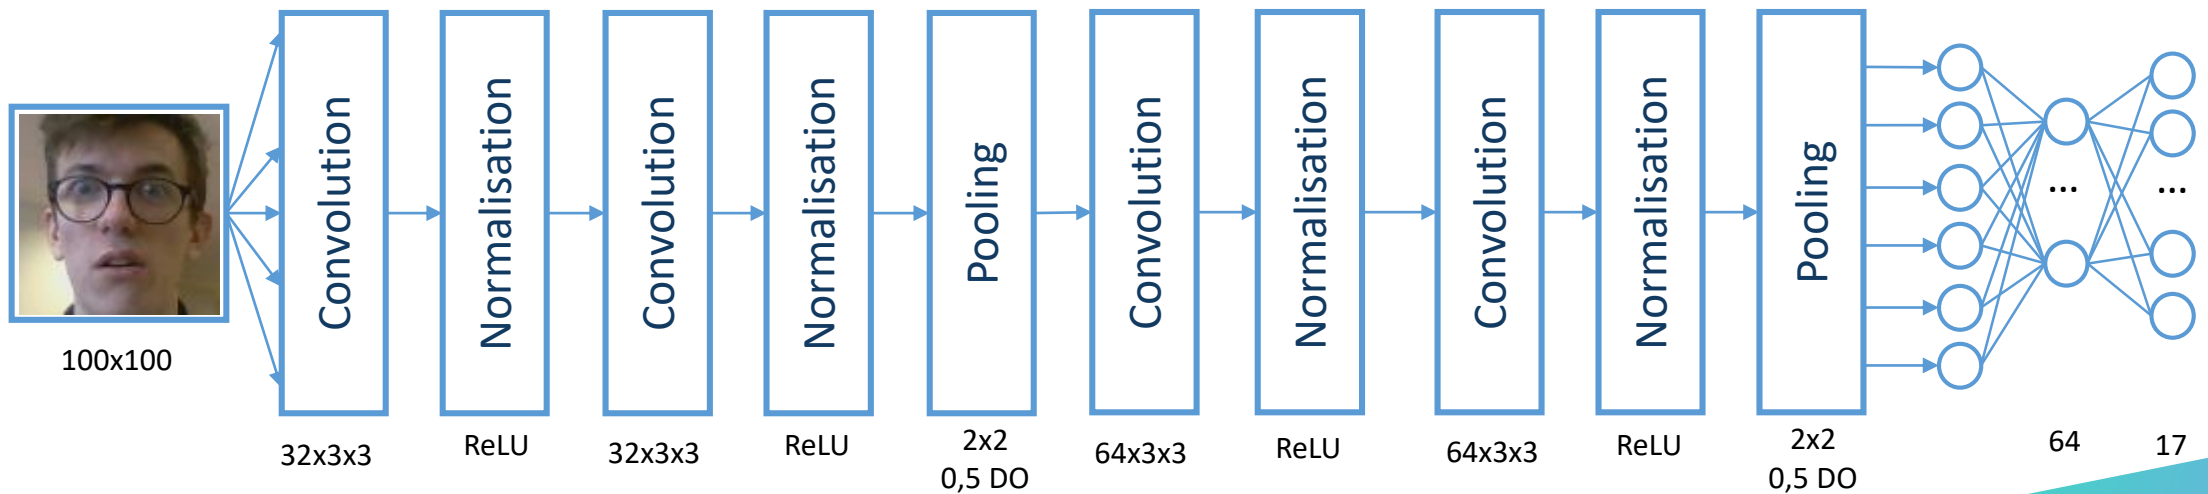 100x100
Convolution
32x3x3
Normalisation
ReLU
Convolution
32x3x3
Normalisation
ReLU
Pooling
2x2
0,5 DO
Convolution
64x3x3
Normalisation
ReLU
Convolution
64x3x3
Normalisation
ReLU
Pooling
2x2
0,5 DO
...
64
...
17